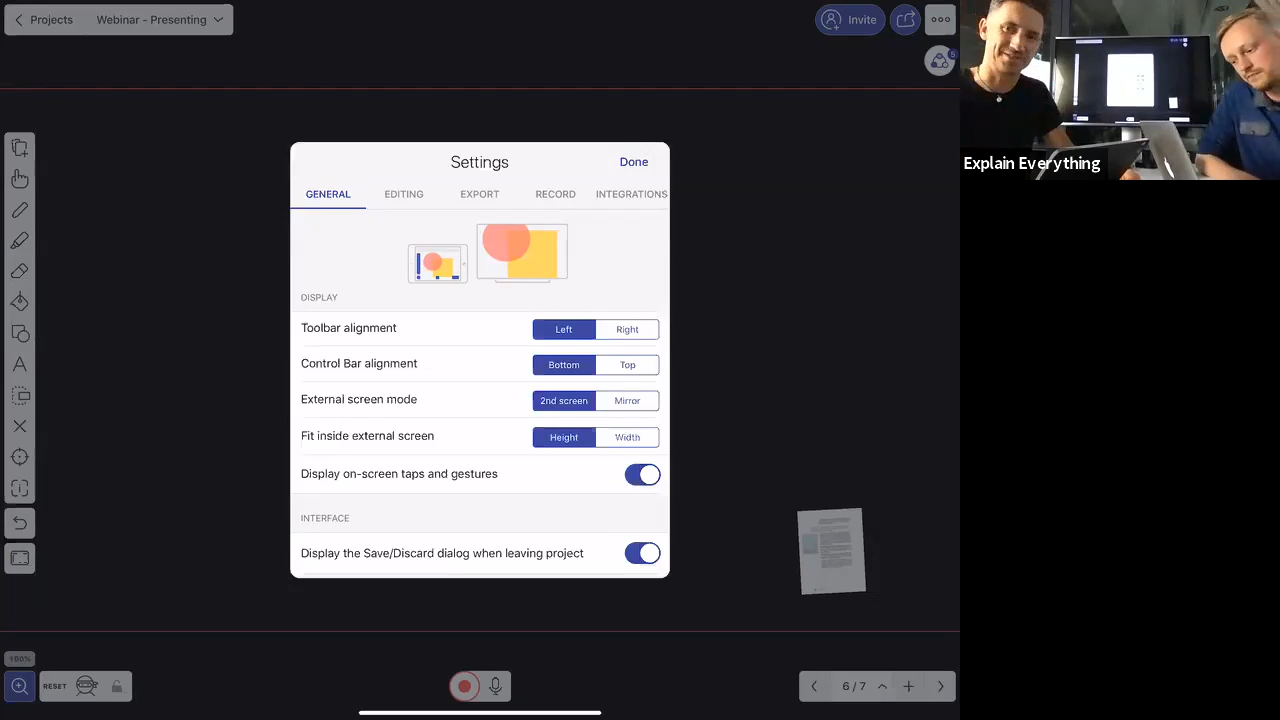 Projects
Webinar - Presenting
Invite
5
Settings
Done
GENERAL
EDITING
EXPORT
RECORD
INTEGRATIONS
DISPLAY
Toolbar alignment
Left
Right
Control Bar alignment
Bottom
Top
External screen mode
2nd screen
Mirror
Fit inside external screen
Height
Width
Display on-screen taps and gestures
INTERFACE
Display the Save/Discard dialog when leaving project
Explain Everything
A
100%
RESET
6 / 7